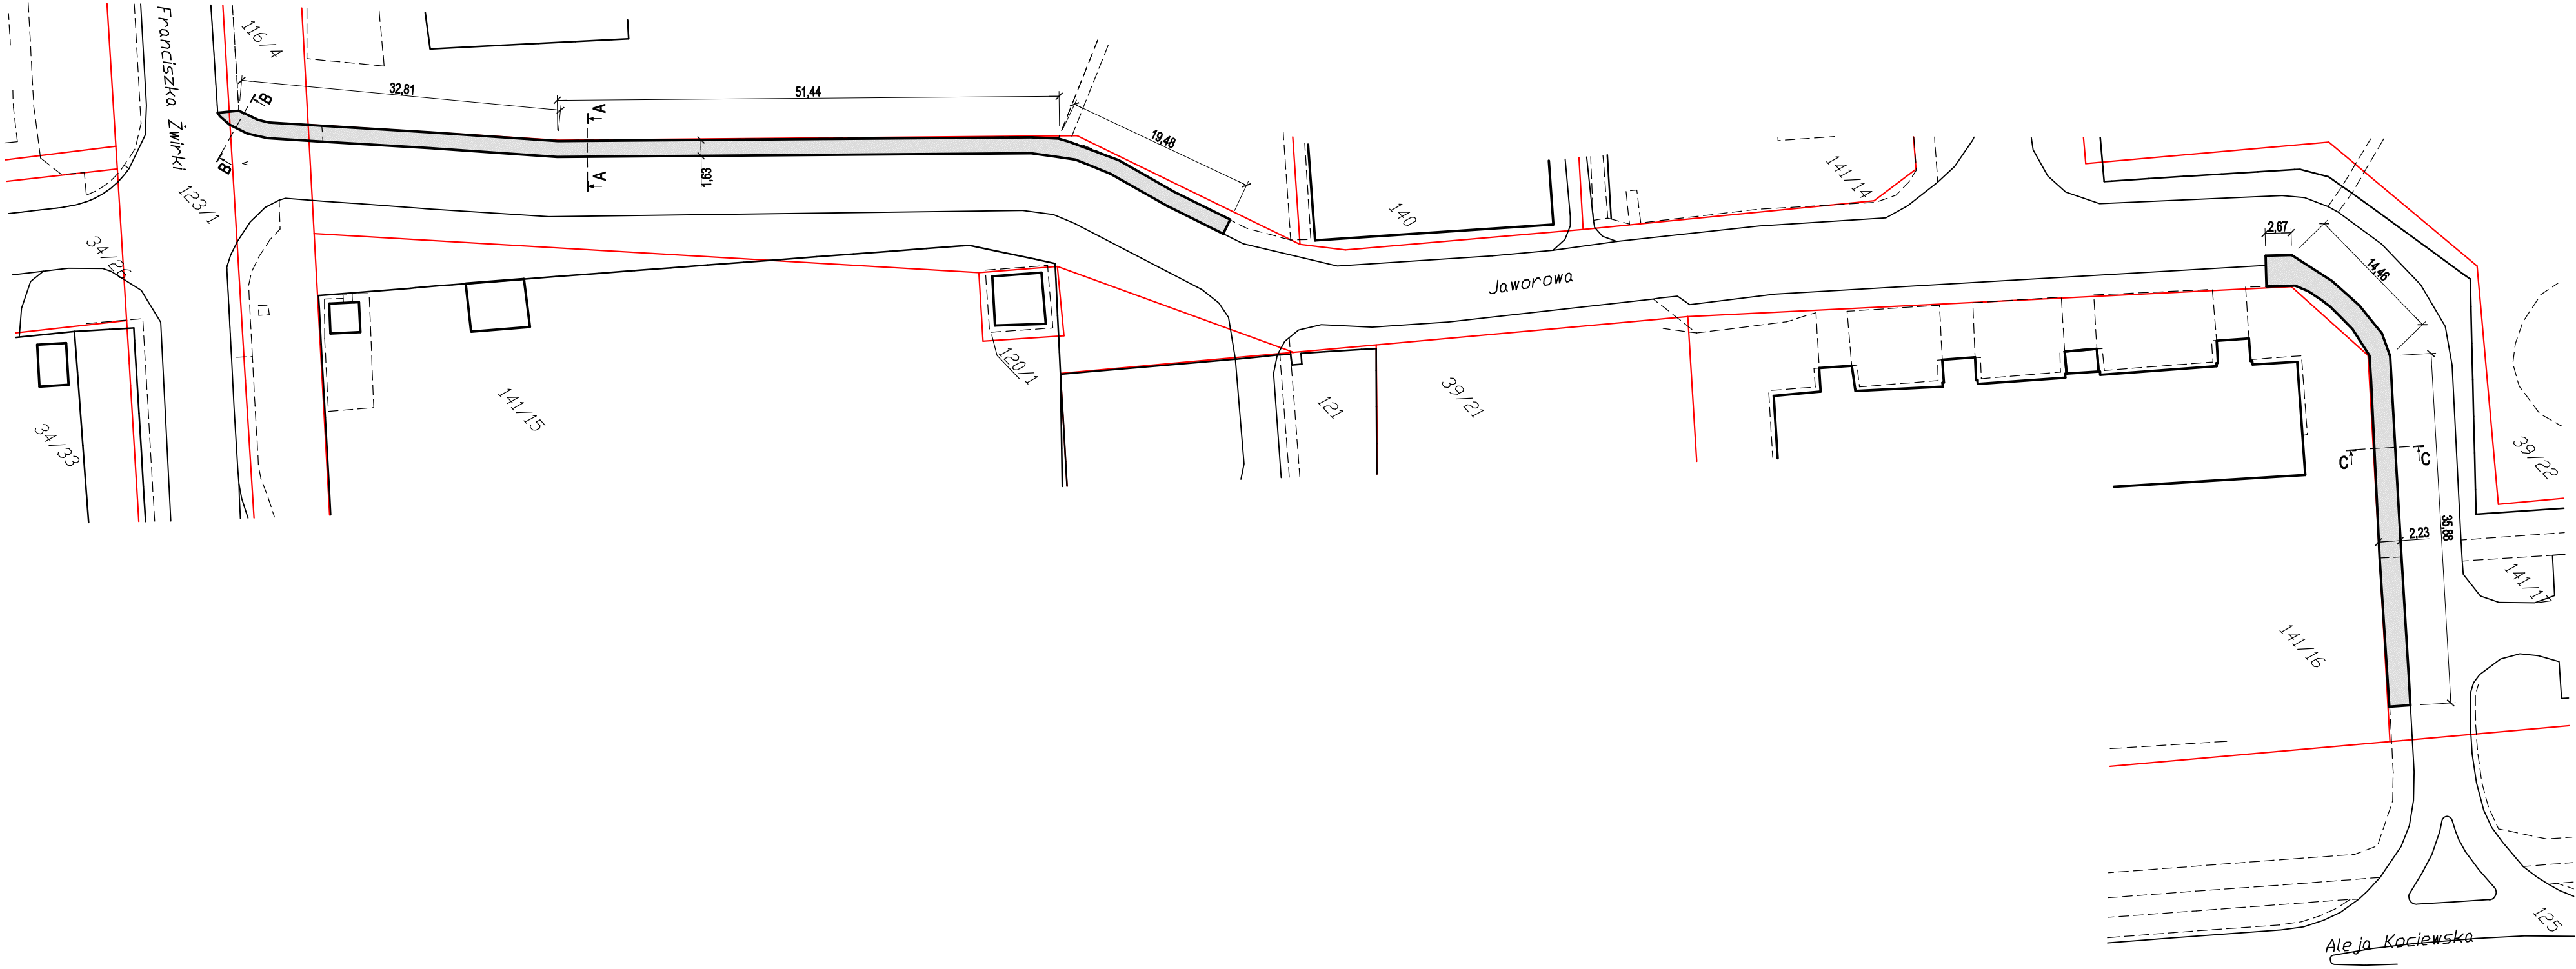 Franciszka Żwirki
116/4
32,81
51,44
19,48
B
B
A
A
1,63
123/1
34/26
34/33
141/15
120/1
121
39/21
140
Jaworowa
141/14
2,67
14,46
39/22
C
C
35,88
2,23
141/17
141/16
125
Aleja Kociewska